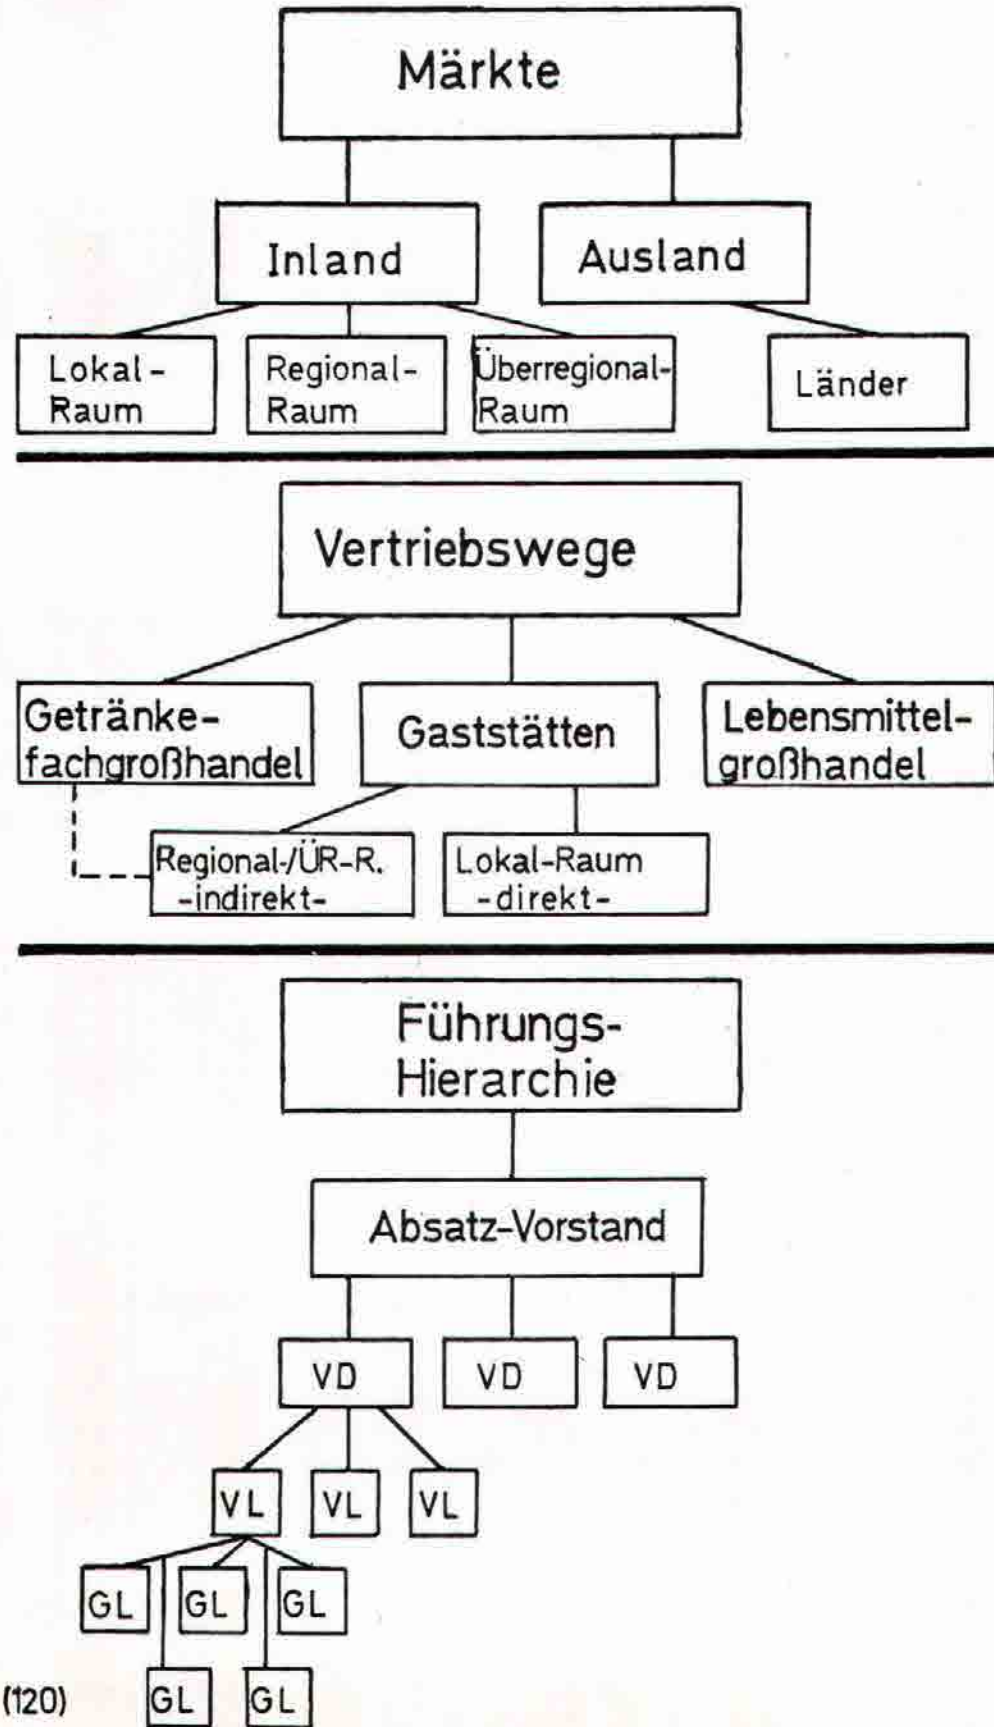 Märkte
Inland
Ausland
Lokal-
Raum
Regional-
Raum
Überregional-
Raum
Länder
Vertriebswege
Getränke-
fachgroßhandel
Gaststätten
Lebensmittel-
großhandel
Regional-/ÜR-R.
-indirekt-
Lokal-Raum
-direkt-
Führungs-
Hierarchie
Absatz-Vorstand
VD
VD
VD
VL
VL
VL
GL
GL
GL
(120)
GL
GL